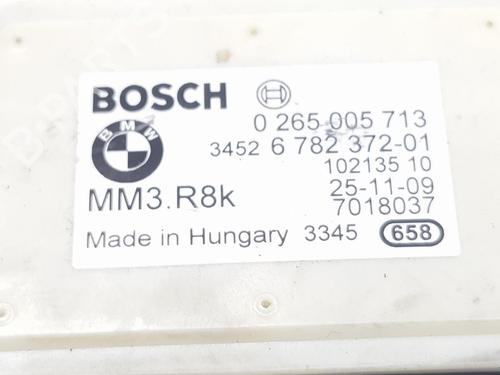 BOSCH
0 265 005 713
BMW
3452 6 782 372-01
102135 10
MM3.R8k
25-11-09
7018037
Made in Hungary 3345 658